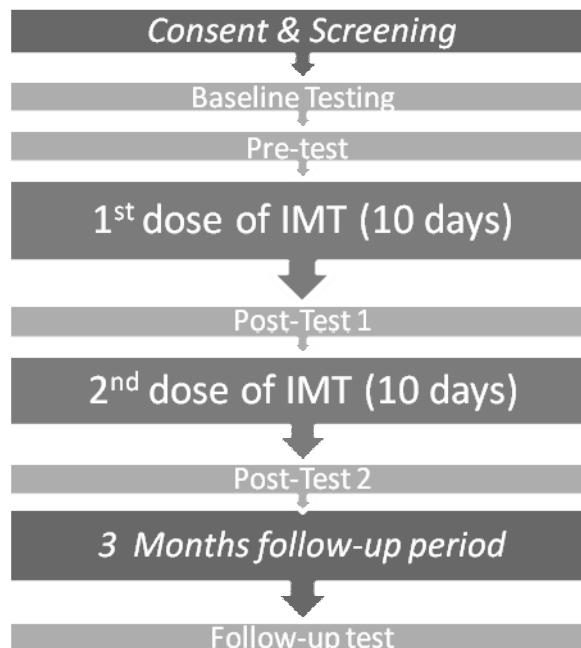 Consent & Screening
Baseline Testing
Pre-test
1st dose of IMT (10 days)
Post-Test 1
2nd dose of IMT (10 days)
Post-Test 2
3 Months follow-up period
Follow-up test